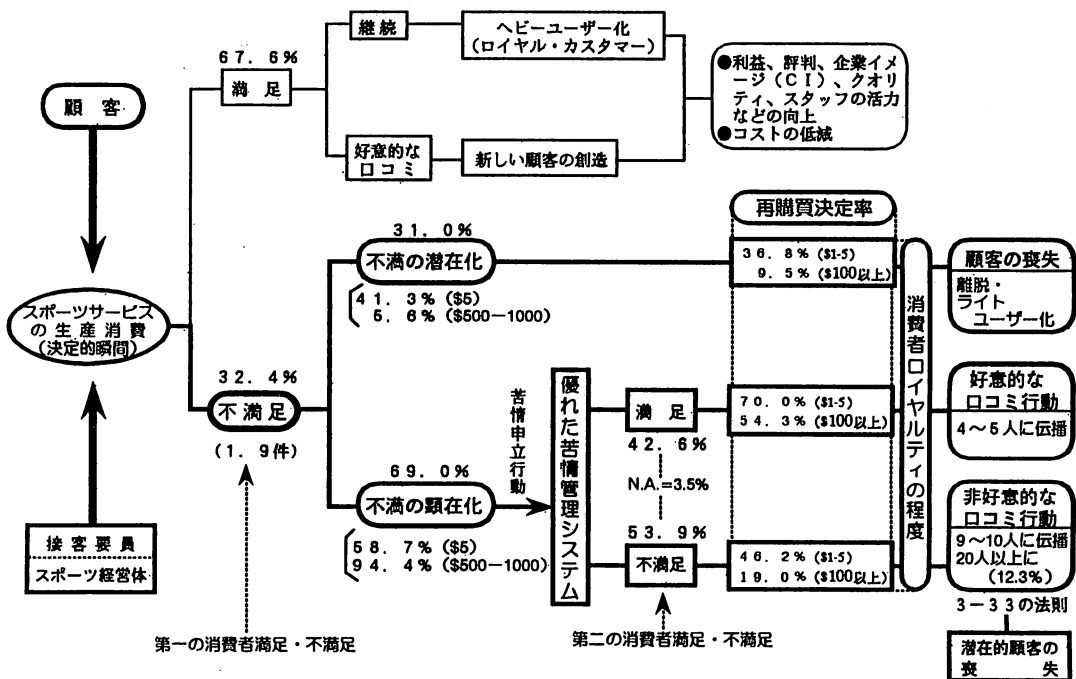 顧客
スポーツサービス
の生産消費
(決定的瞬間)
接客要員
スポーツ経営体
67.6%
満足
継続
ヘビーユーザー化
(ロイヤル・カスタマー)
好意的な
口コミ
新しい顧客の創造
●利益、評判、企業イメ
ージ(CI)、クオリ
ティ、スタッフの活力
などの向上
●コストの低減
32.4%
不満足
(1.9件)
第一の消費者満足・不満足
31.0%
不満の潜在化
41.3%($5)
5.6%($500-1000)
69.0%
不満の顕在化
58.7%($5)
94.4%($500-1000)
苦情申立行動
優れた苦情管理システム
満足
42.6%
N.A.=3.5%
53.9%
不満足
第二の消費者満足・不満足
再購買決定率
36.8%($1-5)
9.5%($100以上)
70.0%($1-5)
54.3%($100以上)
46.2%($1-5)
19.0%($100以上)
消費者ロイヤルティの程度
顧客の喪失
離脱・
ライト
ユーザー化
好意的な
口コミ行動
4~5人に伝播
非好意的な
口コミ行動
9~10人に伝播
20人以上に
(12.3%)
3-33の法則
潜在的顧客の
喪失